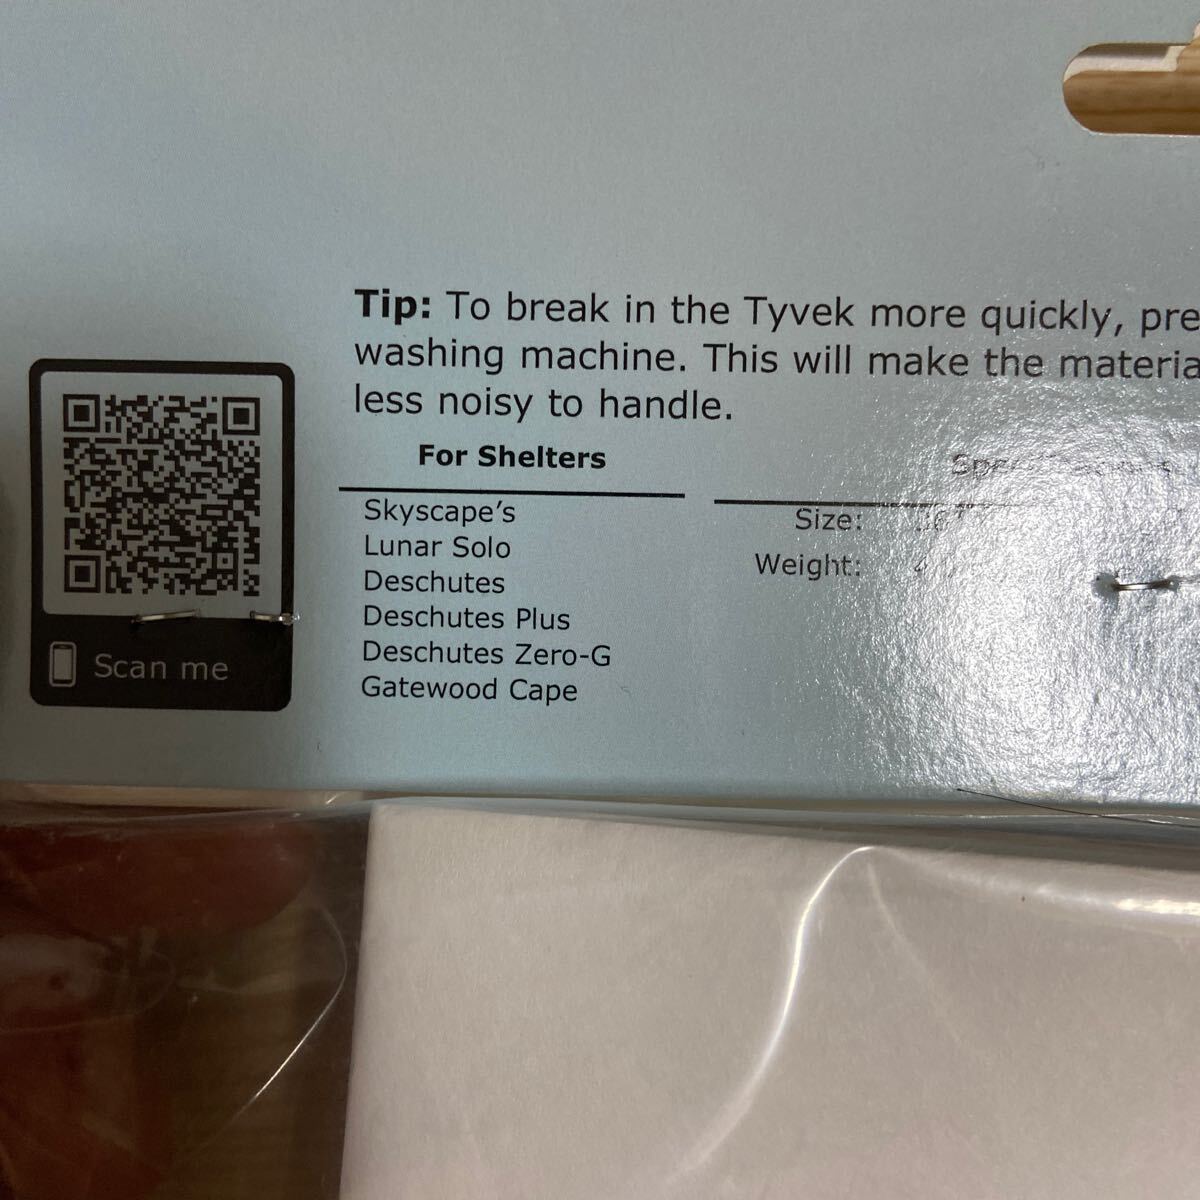 Tip: To break in the Tyvek more quickly, pre
washing machine. This will make the materia
less noisy to handle.
For Shelters
Skyscape's
Lunar Solo
Deschutes
Deschutes Plus
Deschutes Zero-G
Gatewood Cape
Size:
Weight:
Scan me